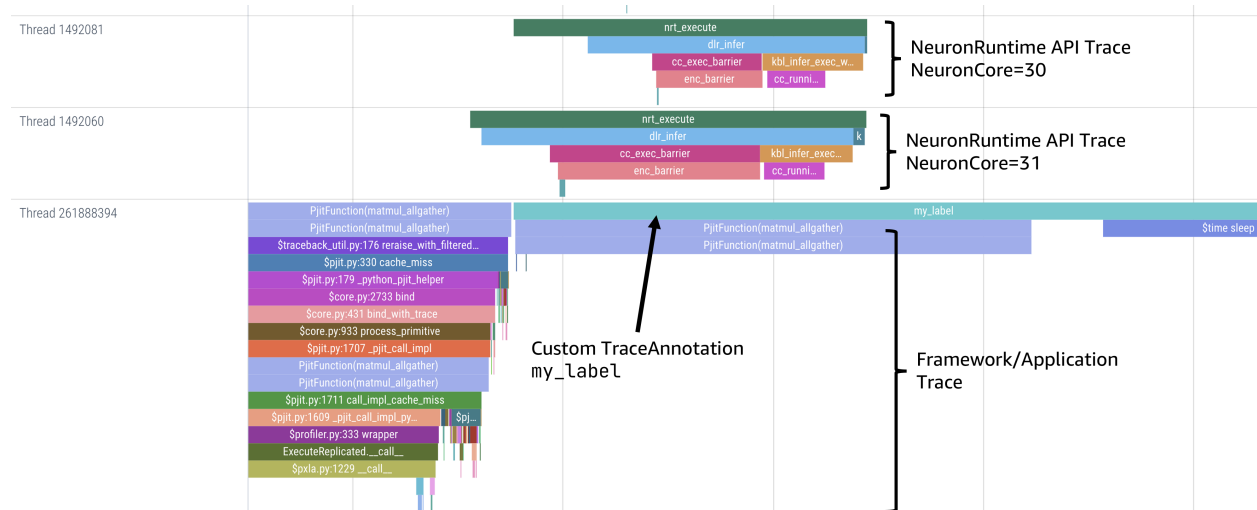 Thread 1492081
nrt_execute
dlr_infer
cc_exec_barrier
kbl_infer_exec_w...
enc_barrier
cc_runni...
NeuronRuntime API Trace
NeuronCore=30
Thread 1492060
nrt_execute
dlr_infer
k
cc_exec_barrier
kbl_infer_exec...
enc_barrier
cc_runni...
NeuronRuntime API Trace
NeuronCore=31
Thread 261888394
PjitFunction(matmul_allgather)
my_label
PjitFunction(matmul_allgather)
PjitFunction(matmul_allgather)
$time sleep
$traceback_util.py:176 reraise_with_filtered...
PjitFunction(matmul_allgather)
$pjit.py:330 cache_miss
$pjit.py:179 _python_pjit_helper
$core.py:2733 bind
$core.py:431 bind_with_trace
$core.py:933 process_primitive
$pjit.py:1707 _pjit_call_impl
PjitFunction(matmul_allgather)
PjitFunction(matmul_allgather)
$pjit.py:1711 call_impl_cache_miss
$pjit.py:1609 _pjit_call_impl_py...
$pj...
$profiler.py:333 wrapper
ExecuteReplicated.__call__
$pxla.py:1229 __call__
Custom TraceAnnotation
my_label
Framework/Application
Trace